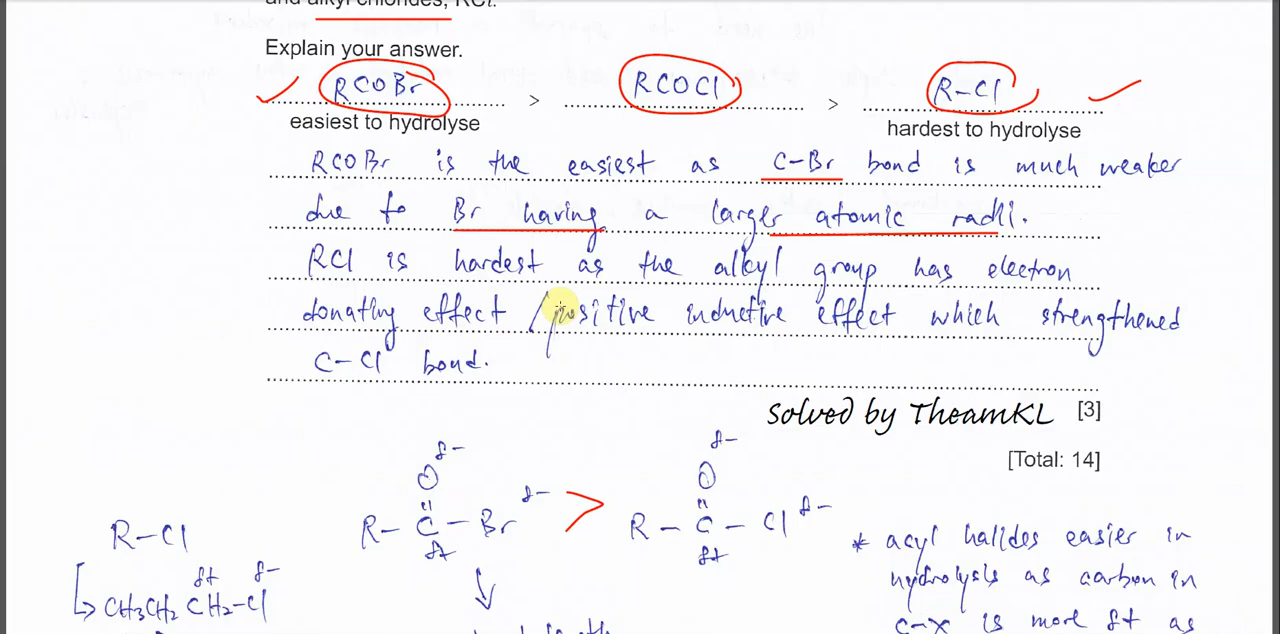 and alkyl chlorides, RCl.
Explain your answer.
RCOBr > RCOCl > R-Cl
easiest to hydrolyse hardest to hydrolyse
RCOBr is the easiest as C-Br bond is much weaker
due to Br having a larger atomic radii.
RCl is hardest as the alkyl group has electron
donating effect / positive inductive effect which strengthened
C-Cl bond.
Solved by TheamKL [3]
[Total: 14]
δ- δ-
O δ- O
R-Cl R-C-Br > R-C-Cl δ-
δ+ δ+
* acyl halides easier in
hydrolysis as carbon in
C-X is more δ+ as
δ+ δ-
CH3CH2CH2-Cl